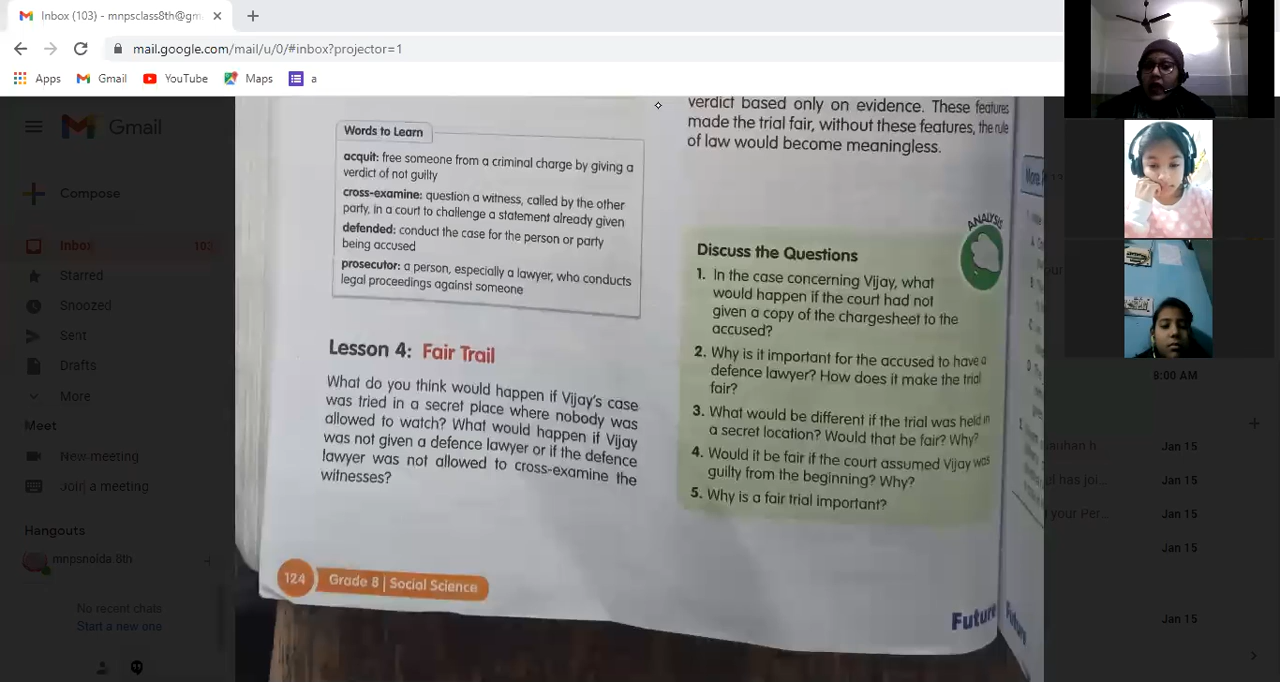 Inbox (103) - mnpsclass8th@gm
mail.google.com/mail/u/0/#inbox?projector=1
Apps
Gmail
YouTube
Maps
a
Gmail
Compose
Inbox
Starred
Snoozed
Sent
Drafts
More
Meet
New meeting
Join a meeting
Hangouts
mnpsnoida 8th
No recent chats
Start a new one
Words to Learn
acquit: free someone from a criminal charge by giving a
verdict of not guilty
cross-examine: question a witness, called by the other
party, in a court to challenge a statement already given
defended: conduct the case for the person or party
being accused
prosecutor: a person, especially a lawyer, who conducts
legal proceedings against someone
Lesson 4: Fair Trail
What do you think would happen if Vijay's case
was tried in a secret place where nobody was
allowed to watch? What would happen if Vijay
was not given a defence lawyer or if the defence
lawyer was not allowed to cross-examine the
witnesses?
124 Grade 8 | Social Science
verdict based only on evidence. These features
made the trial fair, without these features, the rule
of law would become meaningless.
ANALYSIS
Discuss the Questions
1. In the case concerning Vijay, what
would happen if the court had not
given a copy of the chargesheet to the
accused?
2. Why is it important for the accused to have a
defence lawyer? How does it make the trial
fair?
3. What would be different if the trial was held in
a secret location? Would that be fair? Why?
4. Would it be fair if the court assumed Vijay was
guilty from the beginning? Why?
5. Why is a fair trial important?
Future
8:00 AM
Jan 15
Jan 15
your Per... Jan 15
Jan 15
Jan 15